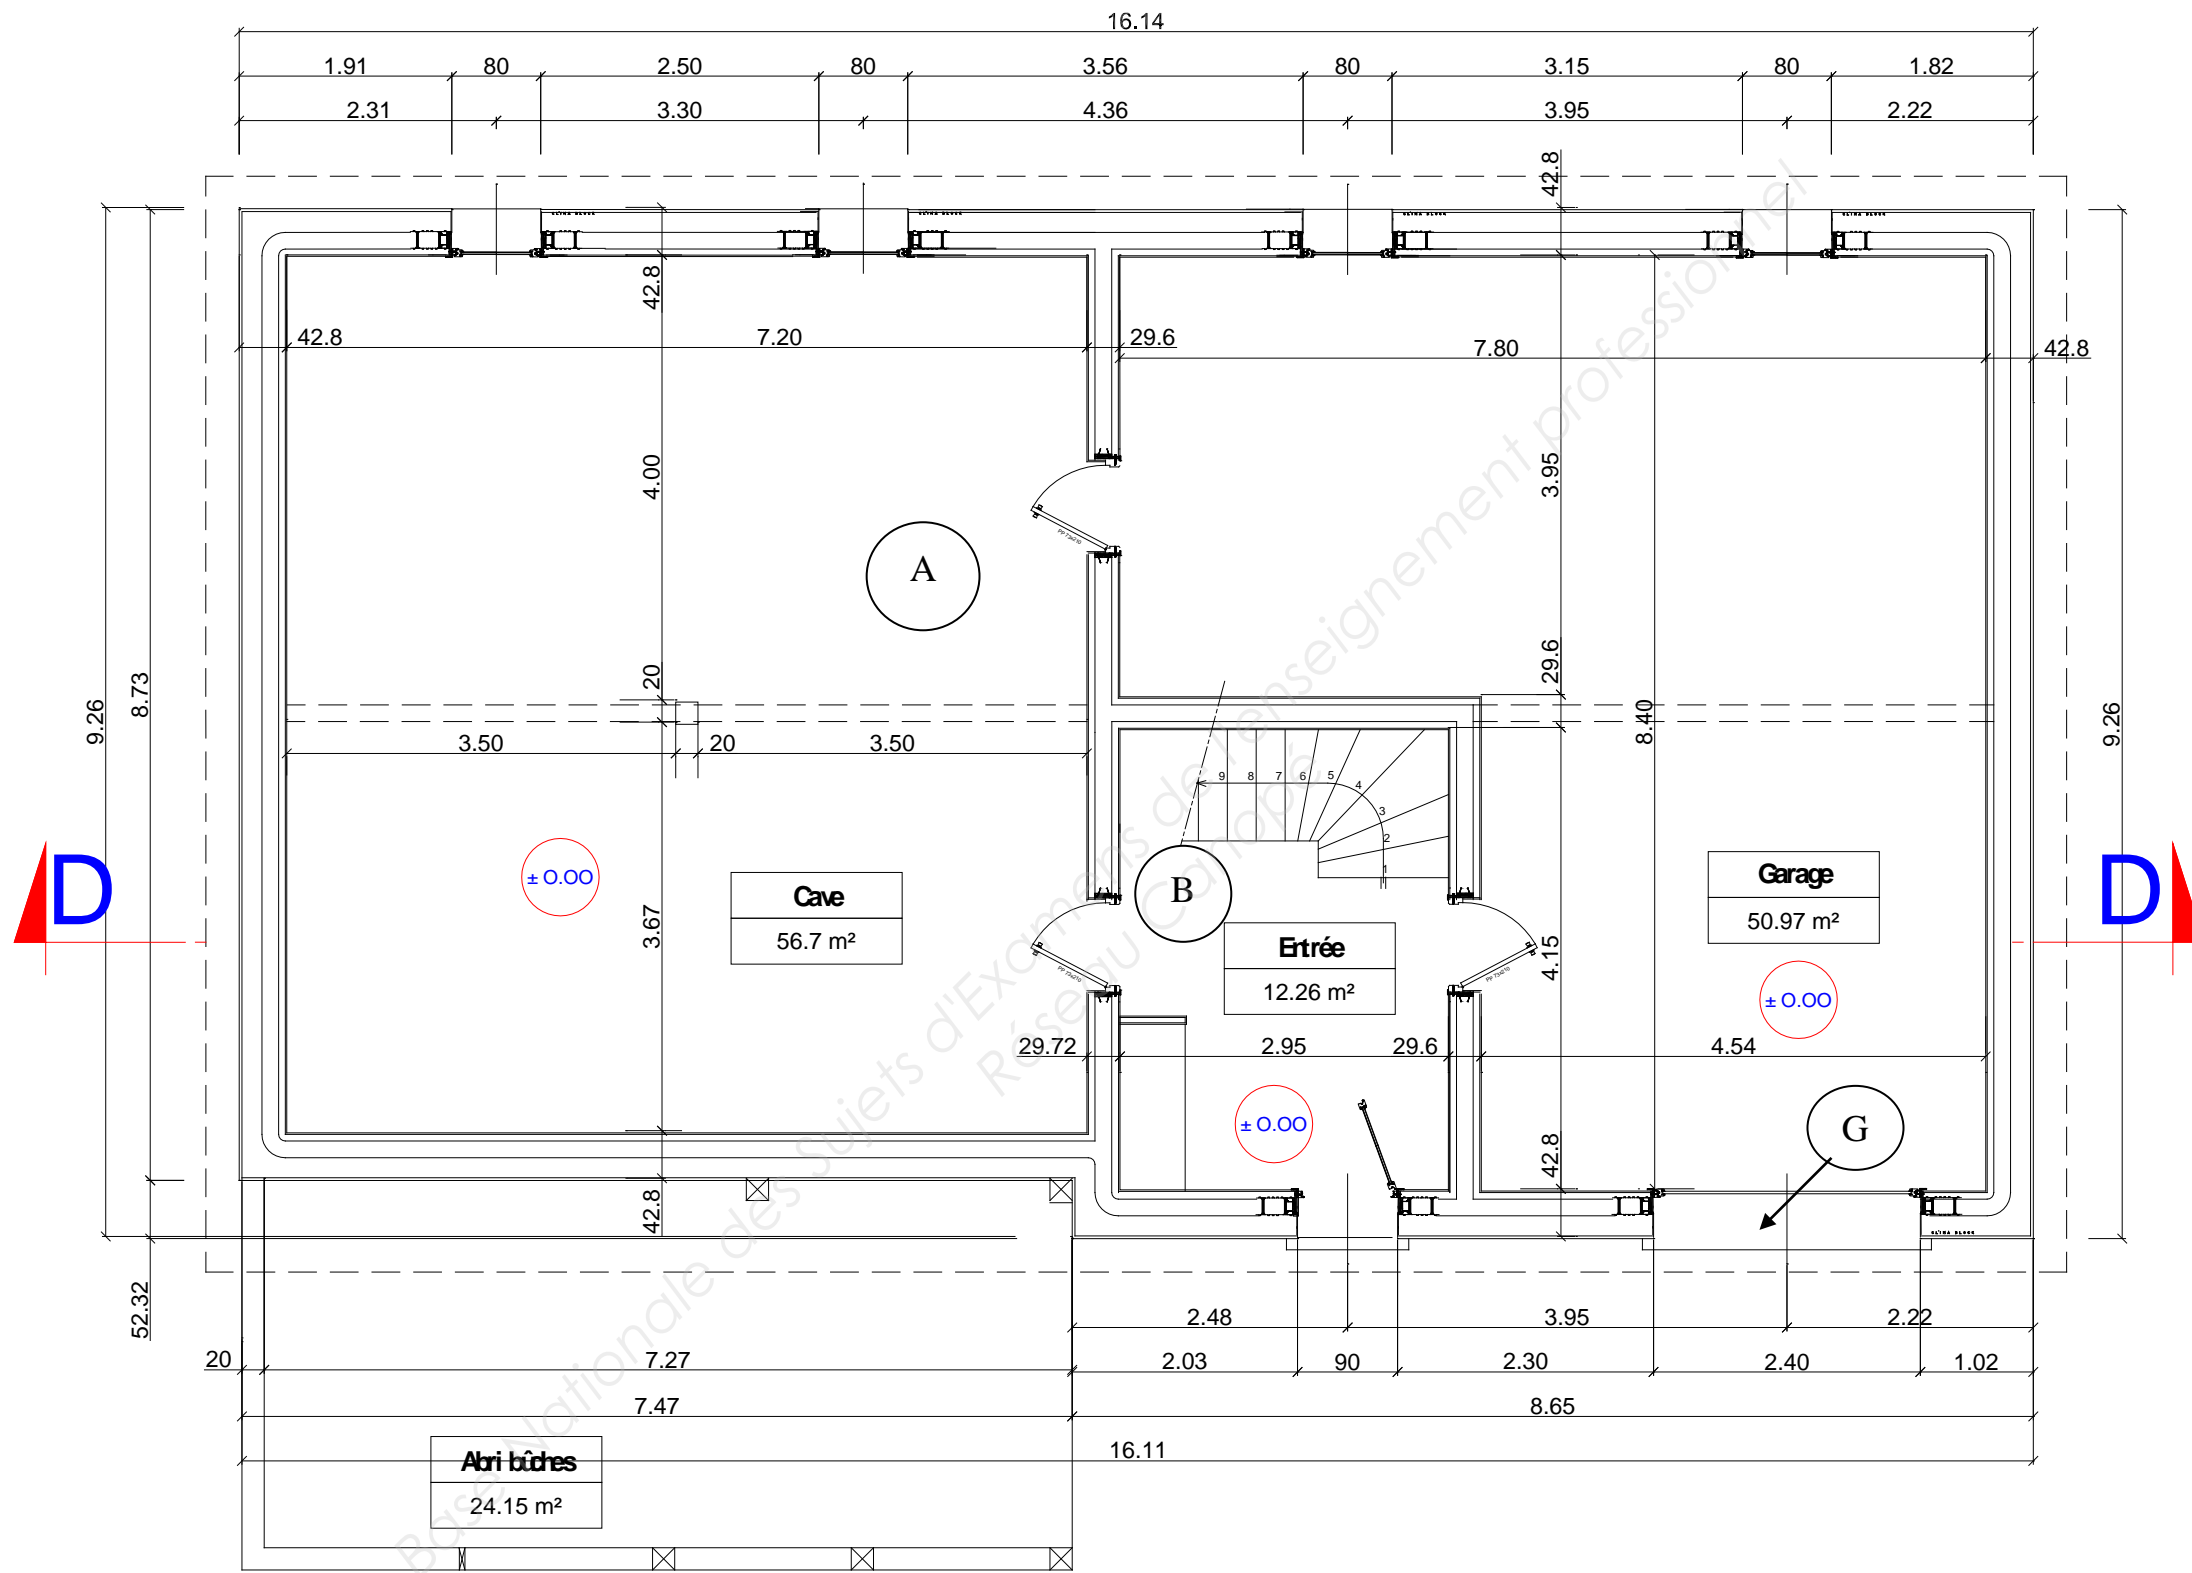 16.14
1.91 80 2.50 80 3.56 80 3.15 80 1.82
2.31 3.30 4.36 3.95 2.22
42.8
42.8
42.8 7.20 29.6 7.80 42.8
4.00
3.95
A
20
29.6
9.26
8.73
8.40
9.26
3.50 20 3.50
9 8 7 6 5 4 3 2 1
PP 73x210
D
± 0.00
Cave
56.7 m²
3.67
B
Entrée
12.26 m²
Garage
50.97 m²
D
4.15
PP 73x210
PP 73x210
± 0.00
29.72 2.95 29.6 4.54
± 0.00
G
42.8
42.8
52.32
2.48 3.95 2.22
20 7.27 2.03 90 2.30 2.40 1.02
7.47 8.65
16.11
Abri bûches
24.15 m²
Base Nationale des Sujets d'Examens de l'enseignement professionnel
Réseau Canopé